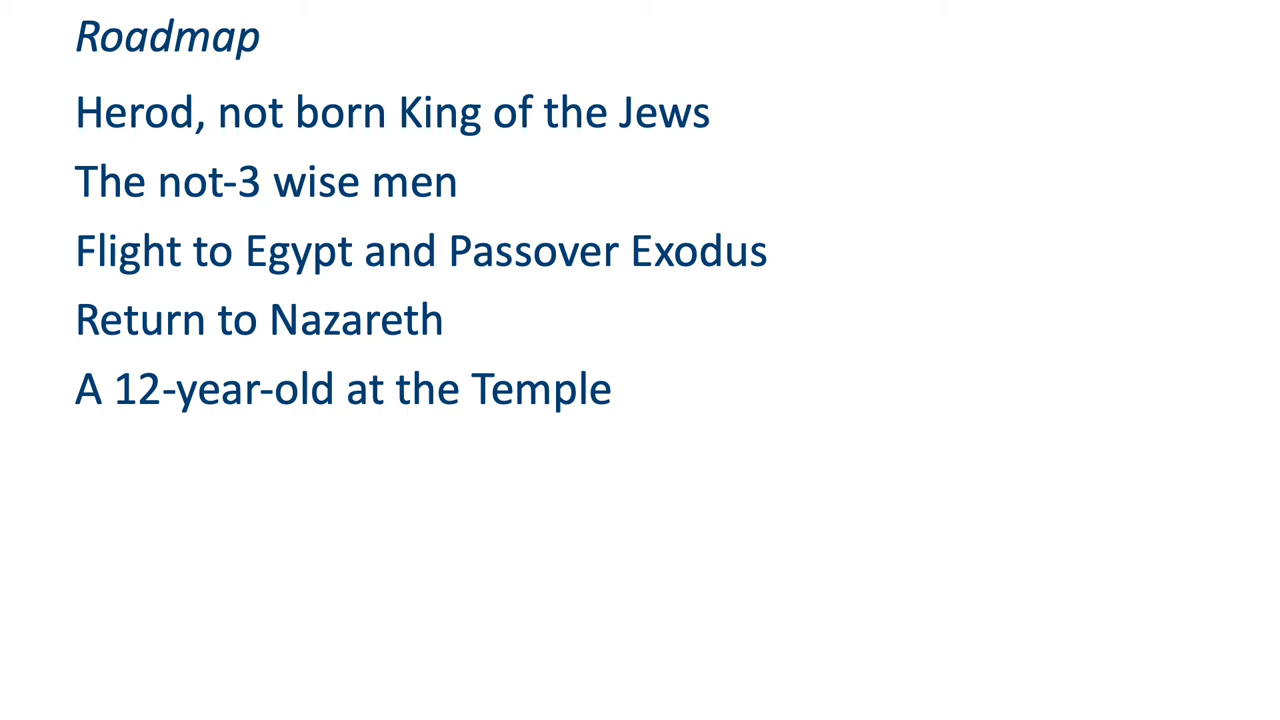 Roadmap
Herod, not born King of the Jews
The not-3 wise men
Flight to Egypt and Passover Exodus
Return to Nazareth
A 12-year-old at the Temple